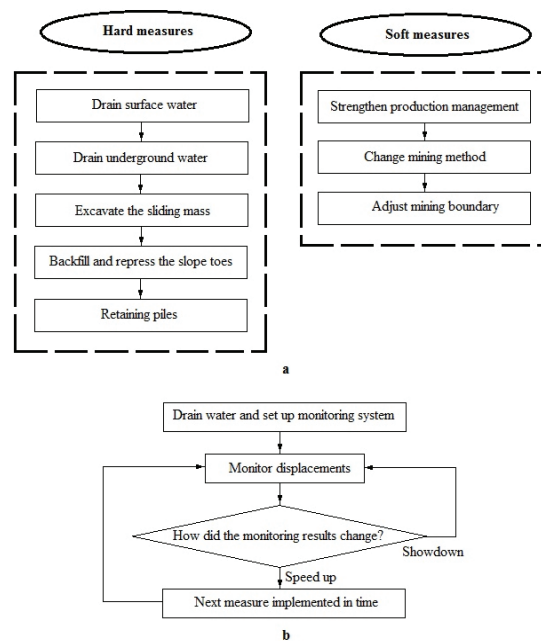 Hard measures
Drain surface water
Drain underground water
Excavate the sliding mass
Backfill and repress the slope toes
Retaining piles
Soft measures
Strengthen production management
Change mining method
Adjust mining boundary
a
Drain water and set up monitoring system
Monitor displacements
How did the monitoring results change?
Showdown
Speed up
Next measure implemented in time
b